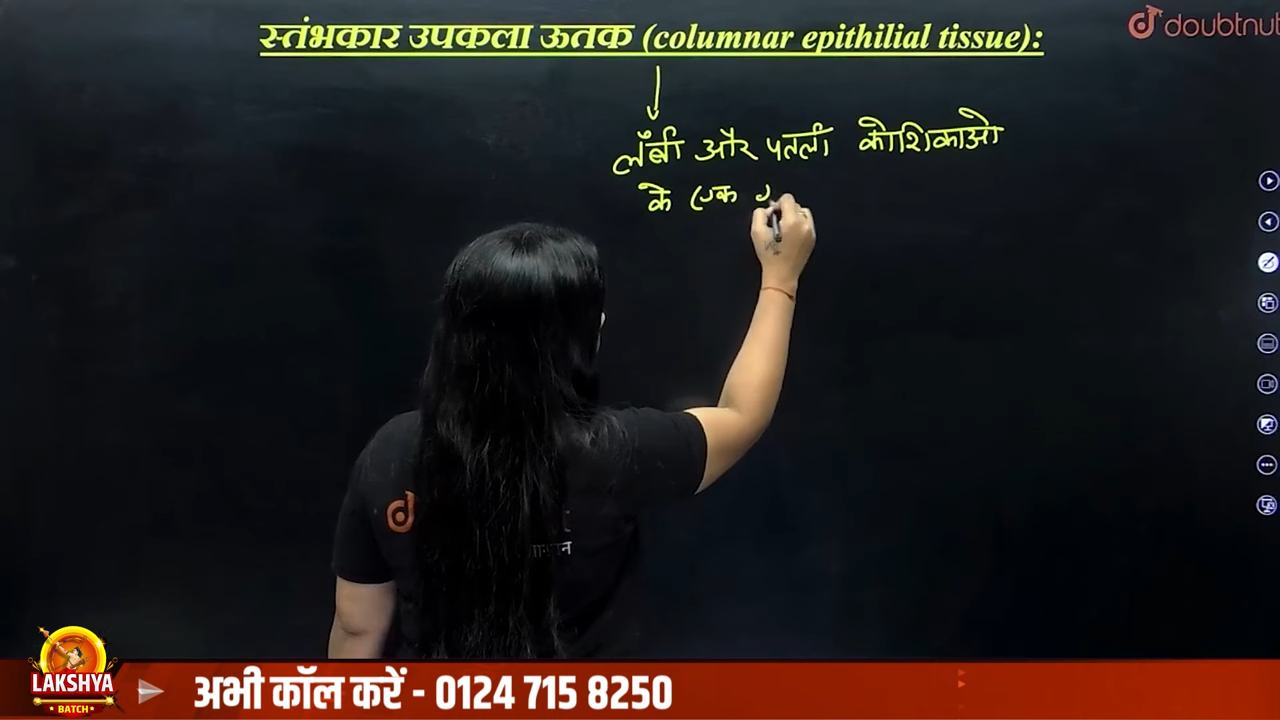 स्तंभकार उपकला ऊतक (columnar epithilial tissue):
doubtnut
लंबी और पतली कोशिकाओ
के एक
LAKSHYA
BATCH
अभी कॉल करें - 0124 715 8250